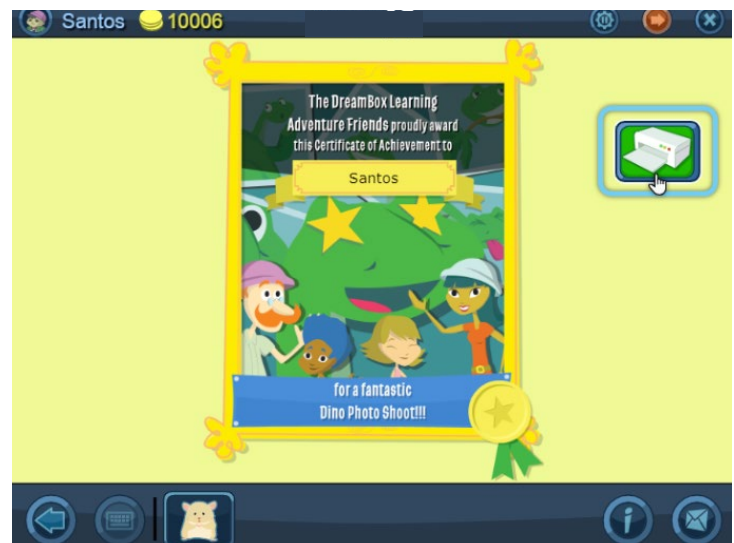 Santos 10006
The DreamBox Learning
Adventure Friends proudly award
this Certificate of Achievement to
Santos
for a fantastic
Dino Photo Shoot!!!